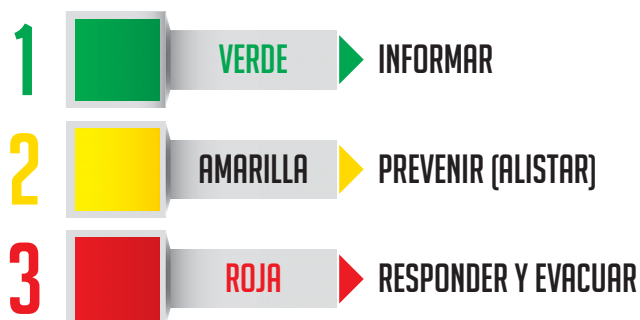 1 VERDE INFORMAR
2 AMARILLA PREVENIR (ALISTAR)
3 ROJA RESPONDER Y EVACUAR